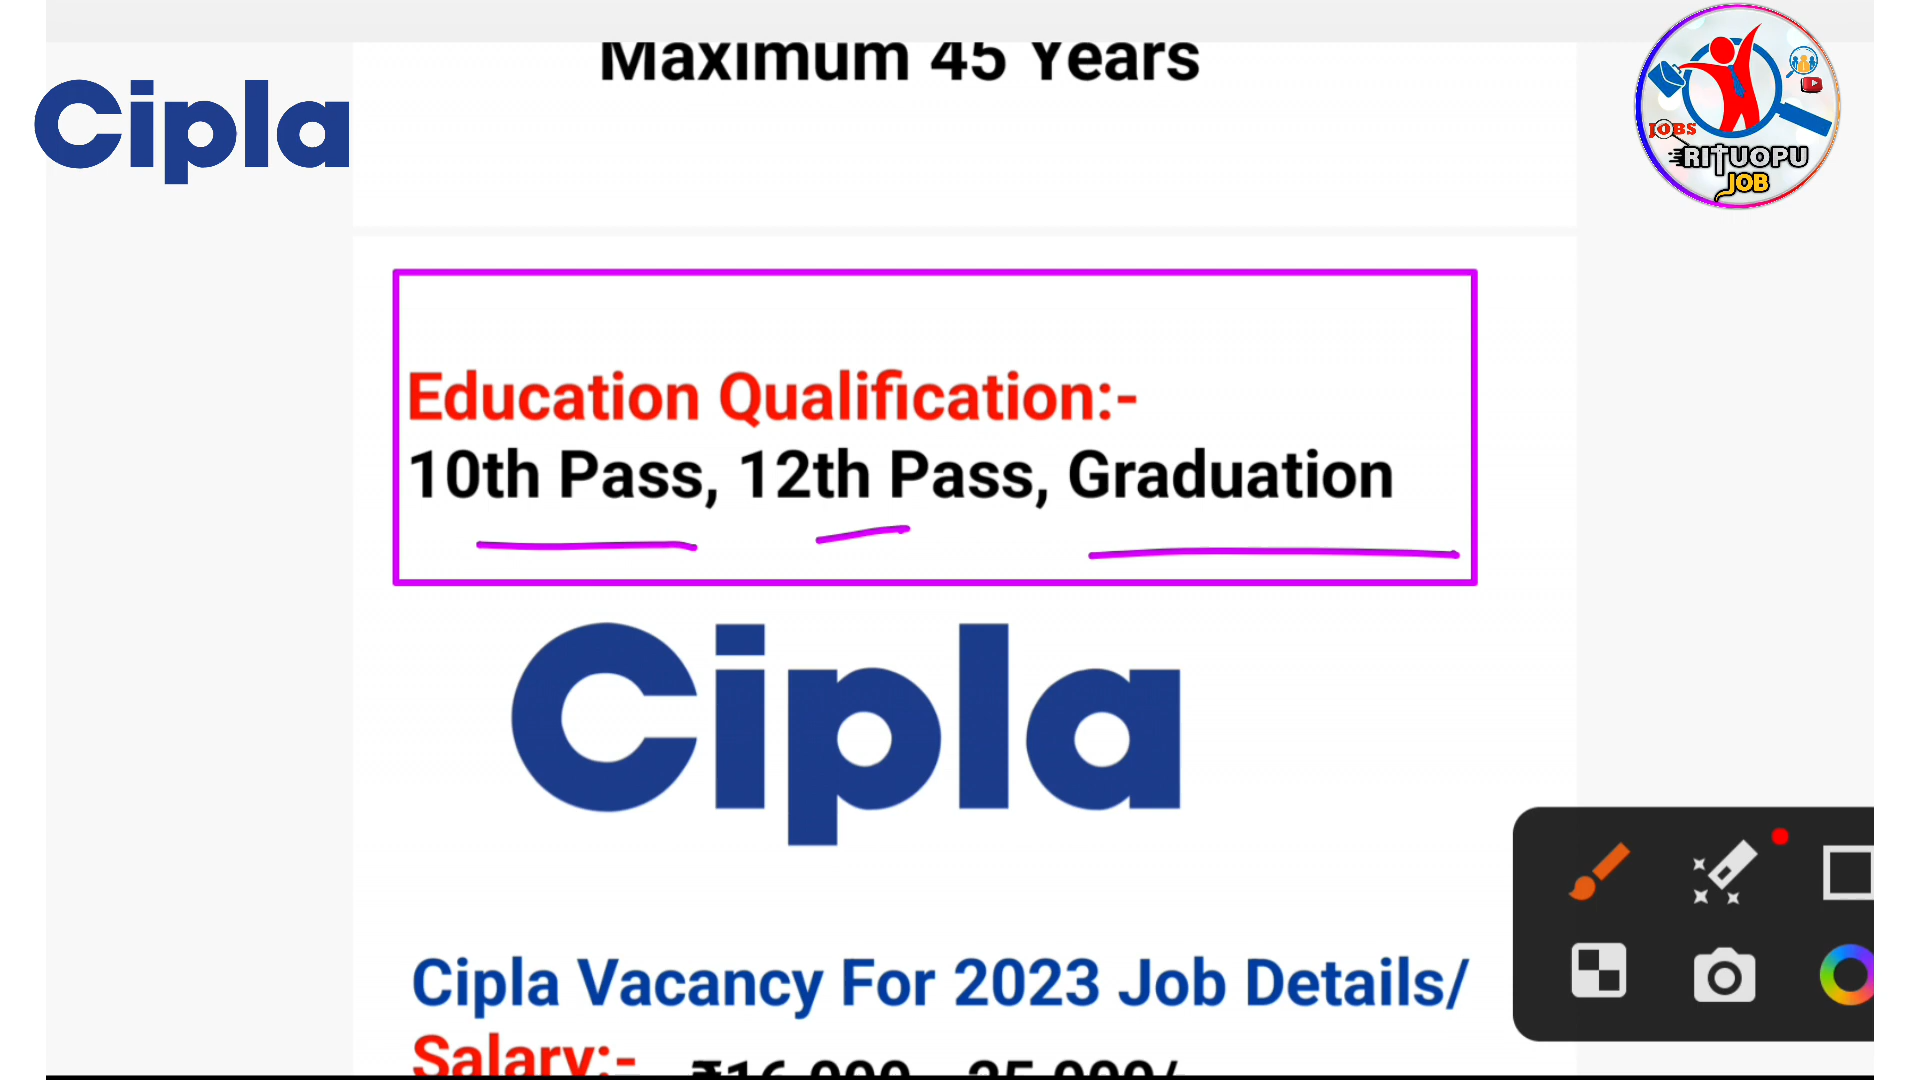 Maximum 45 Years
Cipla
JOBS
RITUOPU
JOB
Education Qualification:-
10th Pass, 12th Pass, Graduation
Cipla
Cipla Vacancy For 2023 Job Details/
Salary:-